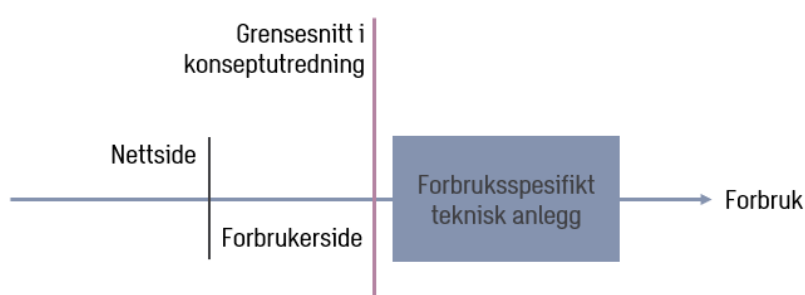 Grensesnitt i
konseptutredning
Nettside
Forbruksspesifikt
teknisk anlegg
Forbruk
Forbrukerside